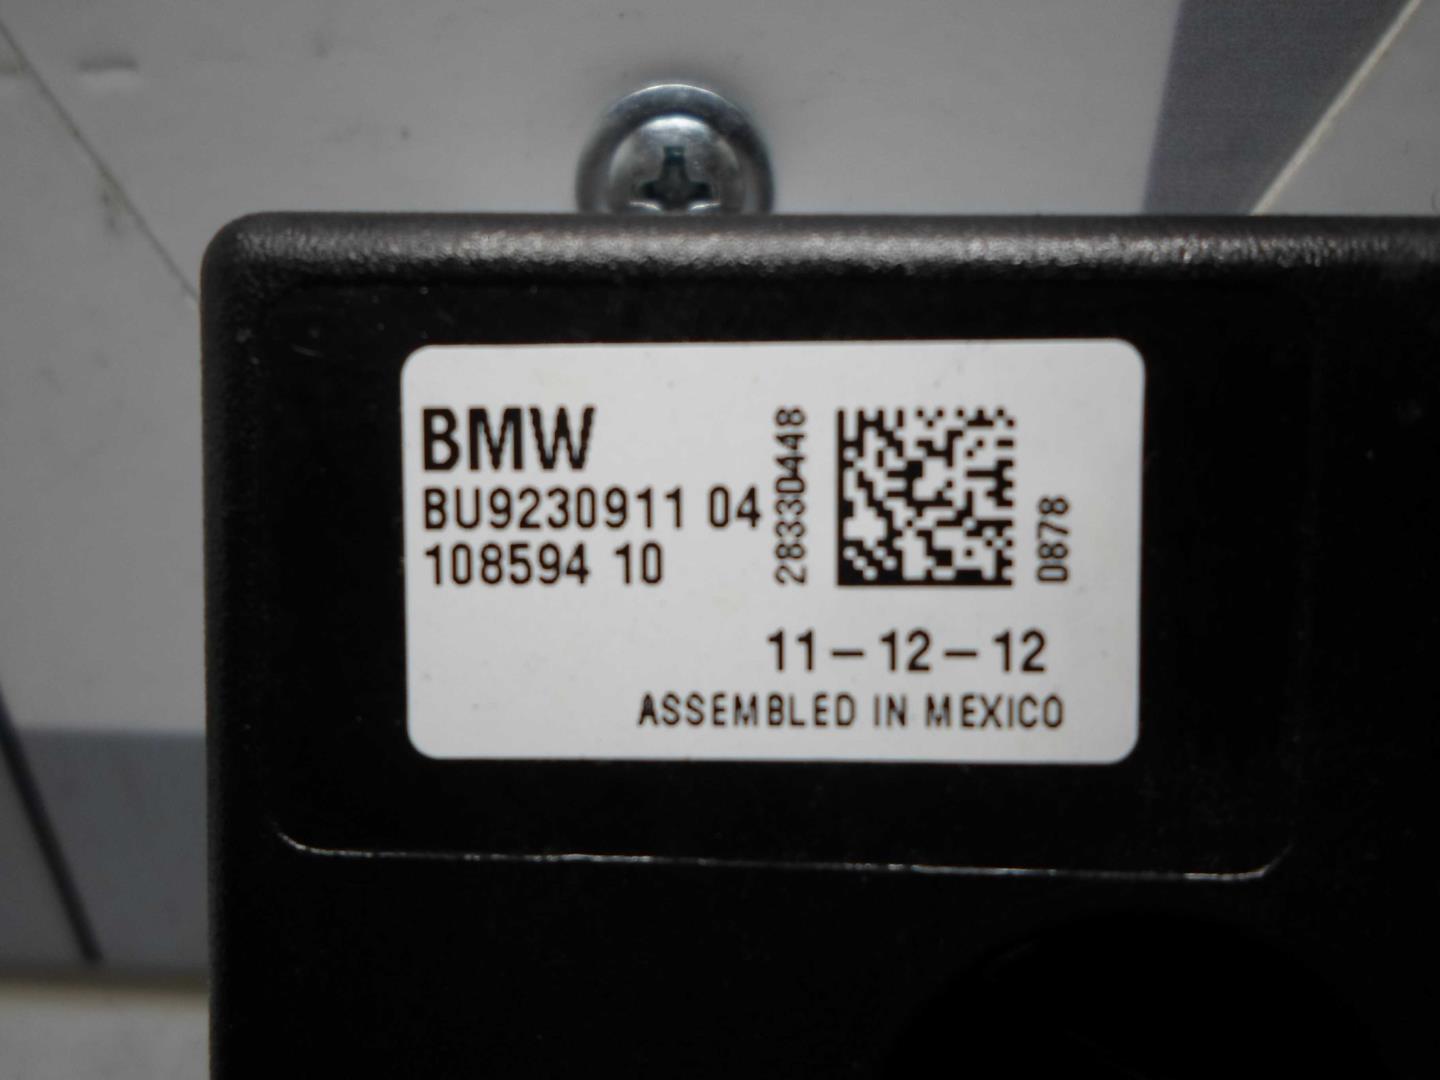 BMW
BU9230911 04
108594 10
28330448
0878
11-12-12
ASSEMBLED IN MEXICO